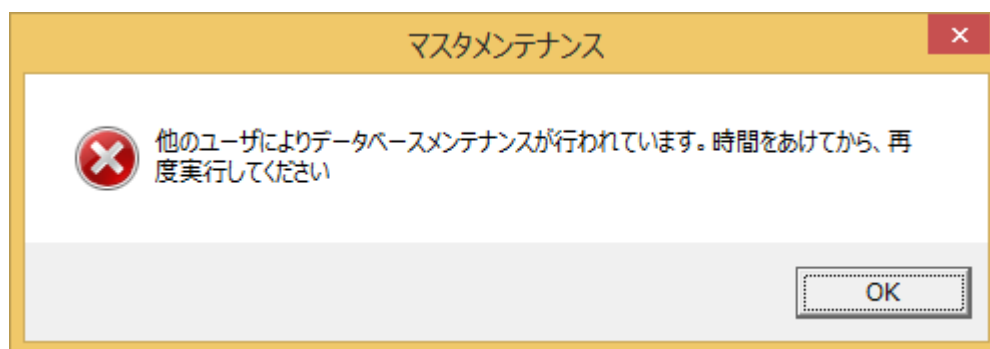 マスタメンテナンス
他のユーザによりデータベースメンテナンスが行われています。時間をあけてから、再
度実行してください
OK